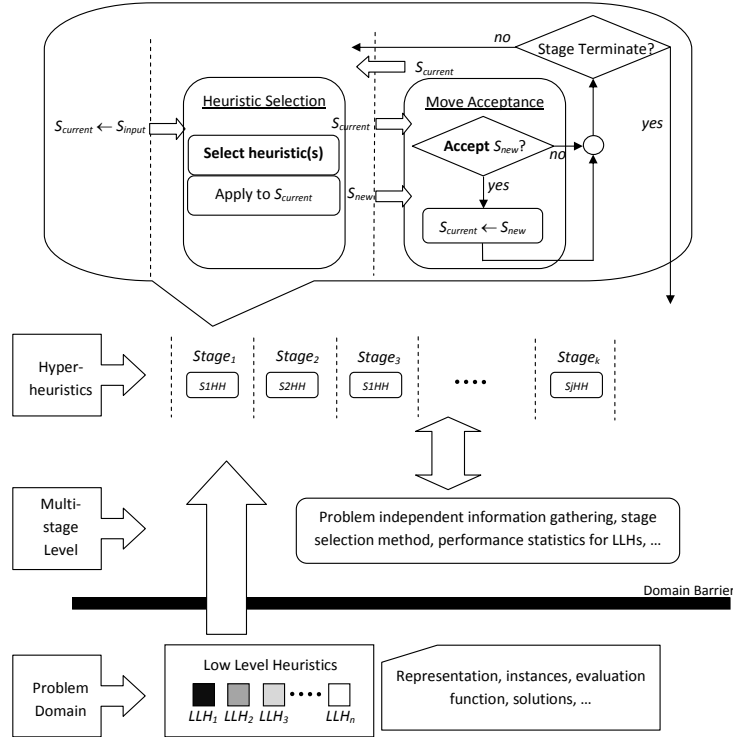 no
Stage Terminate?
S_current
Heuristic Selection
Move Acceptance
S_current ← S_input
S_current
yes
Select heuristic(s)
Accept S_new?
no
Apply to S_current
S_new
yes
S_current ← S_new
Hyper-
heuristics
Stage_1
Stage_2
Stage_3
Stage_k
S1HH
S2HH
S1HH
....
SjHH
Multi-
stage
Level
Problem independent information gathering, stage
selection method, performance statistics for LLHs, …
Domain Barrier
Problem
Domain
Low Level Heuristics
....
LLH_1
LLH_2
LLH_3
LLH_n
Representation, instances, evaluation
function, solutions, …